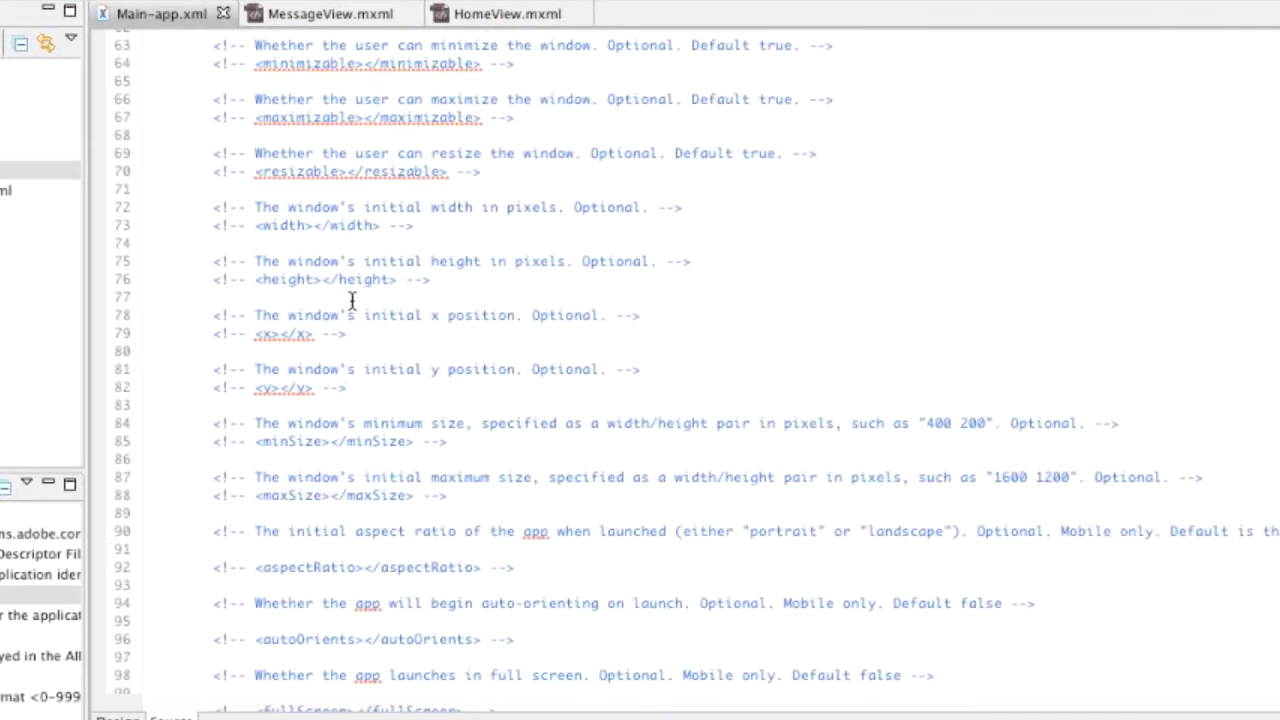 Main-app.xml MessageView.mxml HomeView.mxml
63 <!-- Whether the user can minimize the window. Optional. Default true. -->
64 <!-- <minimizable></minimizable> -->
65
66 <!-- Whether the user can maximize the window. Optional. Default true. -->
67 <!-- <maximizable></maximizable> -->
68
69 <!-- Whether the user can resize the window. Optional. Default true. -->
70 <!-- <resizable></resizable> -->
ml
71
72 <!-- The window's initial width in pixels. Optional. -->
73 <!-- <width></width> -->
74
75 <!-- The window's initial height in pixels. Optional. -->
76 <!-- <height></height> -->
77
78 <!-- The window's initial x position. Optional. -->
79 <!-- <x></x> -->
80
81 <!-- The window's initial y position. Optional. -->
82 <!-- <y></y> -->
83
84 <!-- The window's minimum size, specified as a width/height pair in pixels, such as "400 200". Optional. -->
85 <!-- <minSize></minSize> -->
86
87 <!-- The window's initial maximum size, specified as a width/height pair in pixels, such as "1600 1200". Optional. -->
88 <!-- <maxSize></maxSize> -->
89
90 <!-- The initial aspect ratio of the app when launched (either "portrait" or "landscape"). Optional. Mobile only. Default is th
91
92 <!-- <aspectRatio></aspectRatio> -->
93
94 <!-- Whether the app will begin auto-orienting on launch. Optional. Mobile only. Default false -->
95
96 <!-- <autoOrients></autoOrients> -->
97
98 <!-- Whether the app launches in full screen. Optional. Mobile only. Default false -->
99
<!-- <fullScreen></fullScreen> -->
ns.adobe.cor
Descriptor Fil
plication iden
r the applicat
yed in the All
mat <0-999
Design Source